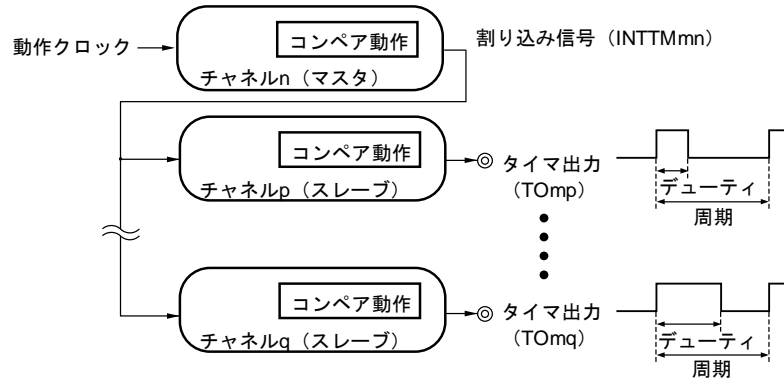 コンペア動作
動作クロック
割り込み信号（INTTMmn）
チャネルn（マスタ）
コンペア動作
タイマ出力
チャネルp（スレーブ）
（TOmp）
デューティ
周期
コンペア動作
タイマ出力
チャネルq（スレーブ）
（TOmq）
デューティ
周期